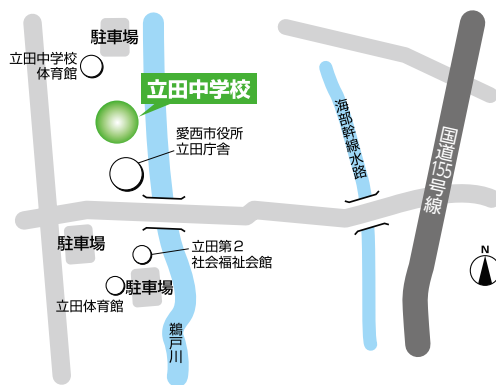 駐車場
立田中学校
体育館
立田中学校
愛西市役所
立田庁舎
海部幹線水路
国道155号線
駐車場
立田第2
社会福祉会館
駐車場
立田体育館
鵜戸川
N